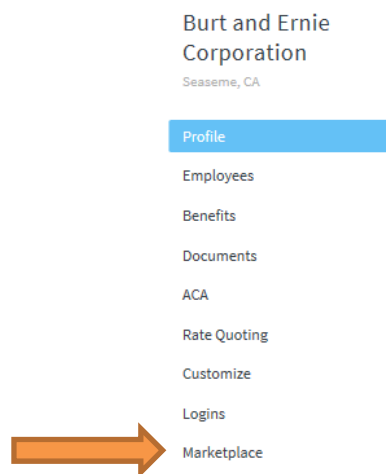 Burt and Ernie
Corporation
Seaseme, CA
Profile
Employees
Benefits
Documents
ACA
Rate Quoting
Customize
Logins
Marketplace